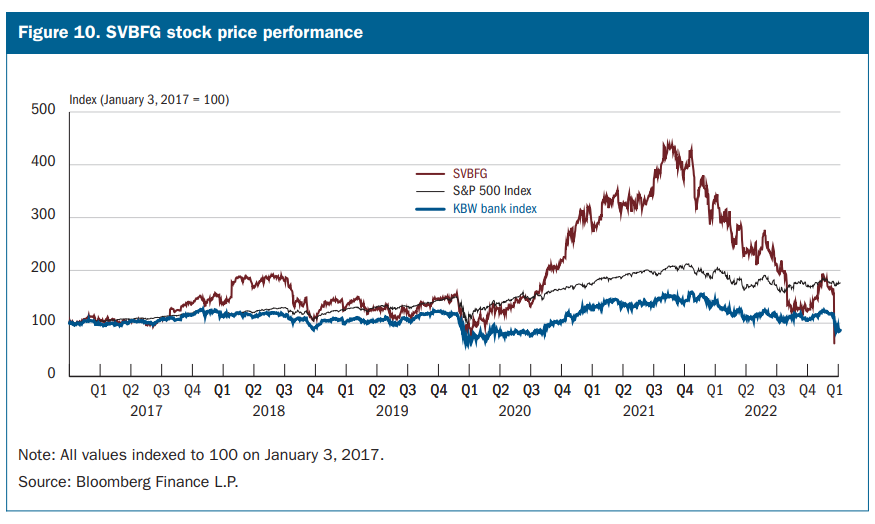 Figure 10. SVBFG stock price performance
Index (January 3, 2017 = 100)
500
400
300
200
100
0
SVBFG
S&P 500 Index
KBW bank index
Q1 Q2 Q3 Q4 Q1 Q2 Q3 Q4 Q1 Q2 Q3 Q4 Q1 Q2 Q3 Q4 Q1 Q2 Q3 Q4 Q1 Q2 Q3 Q4 Q1
2017 2018 2019 2020 2021 2022
Note: All values indexed to 100 on January 3, 2017.
Source: Bloomberg Finance L.P.